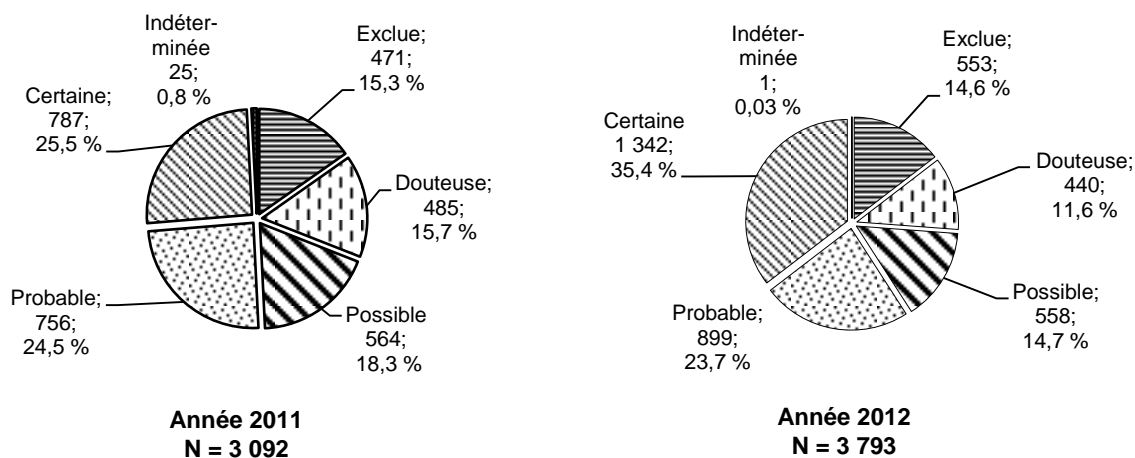 Indéter-
minée
25;
0,8 %
Exclue;
471;
15,3 %
Certaine;
787;
25,5 %
Douteuse;
485;
15,7 %
Probable;
756;
24,5 %
Possible
564;
18,3 %
Année 2011
N = 3 092
Indéter-
minée
1;
0,03 %
Exclue;
553;
14,6 %
Certaine
1 342;
35,4 %
Douteuse;
440;
11,6 %
Possible;
558;
14,7 %
Probable;
899;
23,7 %
Année 2012
N = 3 793